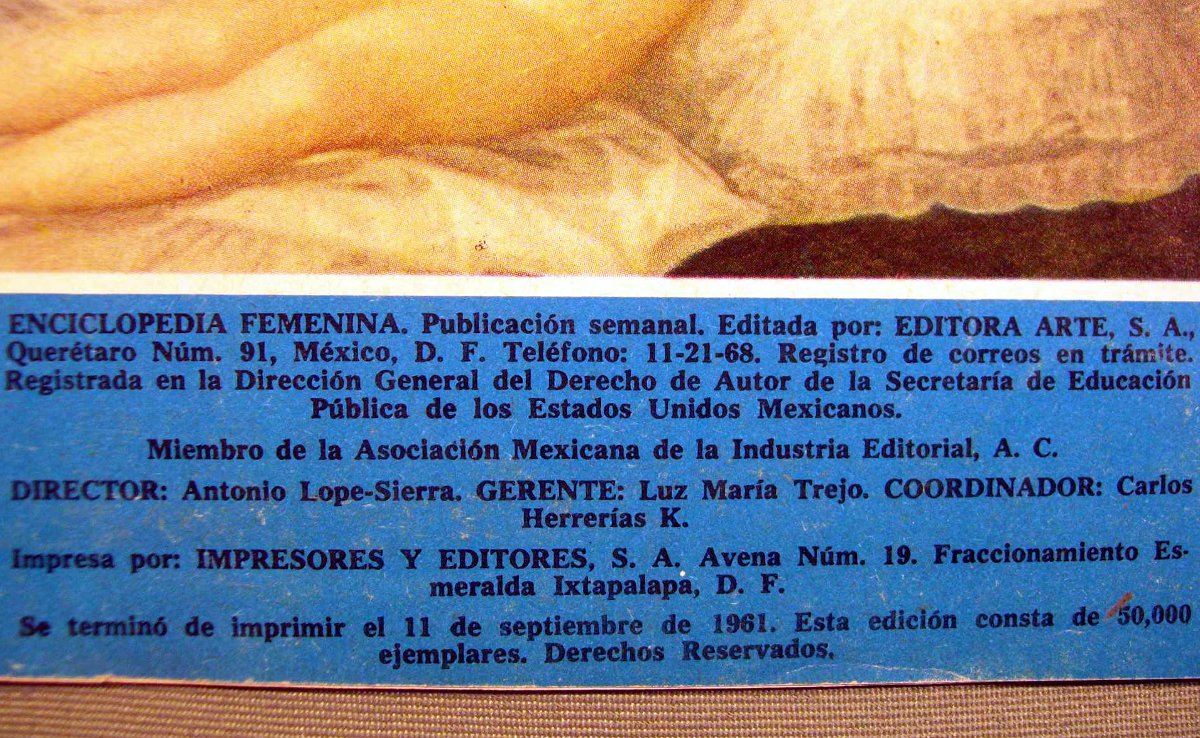 ENCICLOPEDIA FEMENINA. Publicación semanal. Editada por: EDITORA ARTE, S. A.,
Querétaro Núm. 91, México, D. F. Teléfono: 11-21-68. Registro de correos en trámite.
Registrada en la Dirección General del Derecho de Autor de la Secretaría de Educación
Pública de los Estados Unidos Mexicanos.
Miembro de la Asociación Mexicana de la Industria Editorial, A. C.
DIRECTOR: Antonio Lope-Sierra. GERENTE: Luz María Trejo. COORDINADOR: Carlos
Herrerías K.
Impresa por: IMPRESORES Y EDITORES, S. A. Avena Núm. 19. Fraccionamiento Es-
meralda Ixtapalapa, D. F.
Se terminó de imprimir el 11 de septiembre de 1961. Esta edición consta de 50,000
ejemplares. Derechos Reservados.